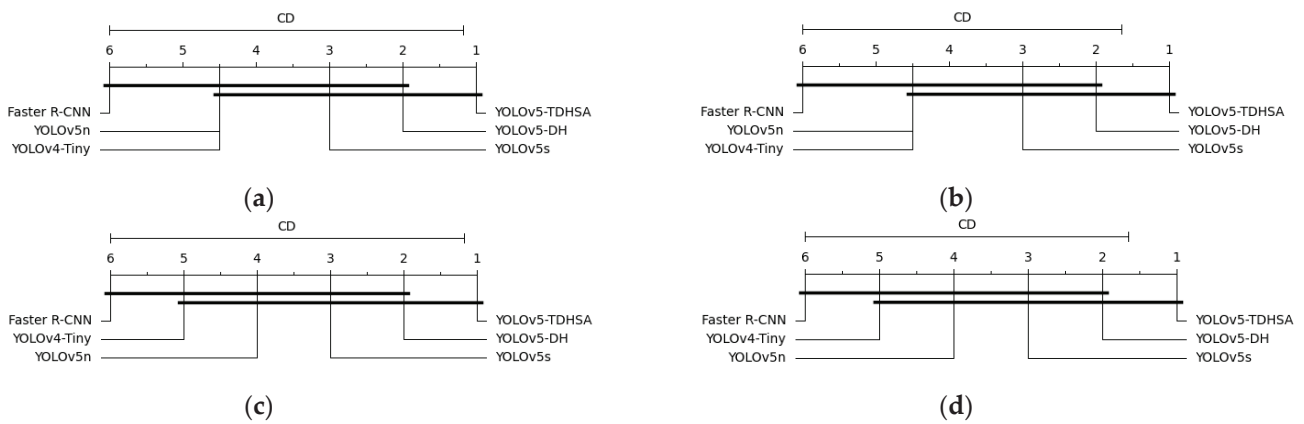 CD
6 5 4 3 2 1
Faster R-CNN YOLOv5-TDHSA
YOLOv5n YOLOv5-DH
YOLOv4-Tiny YOLOv5s
(a)
CD
6 5 4 3 2 1
Faster R-CNN YOLOv5-TDHSA
YOLOv5n YOLOv5-DH
YOLOv4-Tiny YOLOv5s
(b)
CD
6 5 4 3 2 1
Faster R-CNN YOLOv5-TDHSA
YOLOv4-Tiny YOLOv5-DH
YOLOv5n YOLOv5s
(c)
CD
6 5 4 3 2 1
Faster R-CNN YOLOv5-TDHSA
YOLOv4-Tiny YOLOv5-DH
YOLOv5n YOLOv5s
(d)